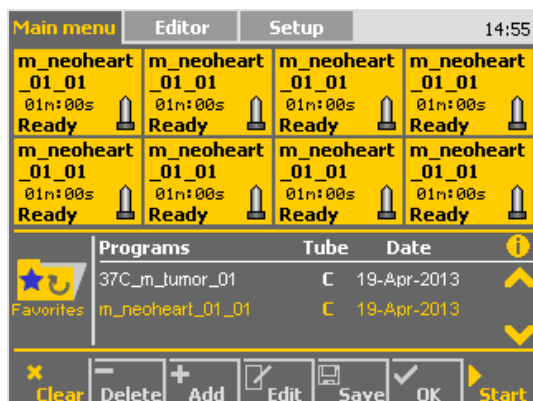 Main menu Editor Setup 14:55
m_neoheart m_neoheart m_neoheart m_neoheart
_01_01 _01_01 _01_01 _01_01
01m:00s 01m:00s 01m:00s 01m:00s
Ready Ready Ready Ready
m_neoheart m_neoheart m_neoheart m_neoheart
_01_01 _01_01 _01_01 _01_01
01m:00s 01m:00s 01m:00s 01m:00s
Ready Ready Ready Ready
Programs Tube Date
37C_m_tumor_01 C 19-Apr-2013
Favorites m_neoheart_01_01 C 19-Apr-2013
Clear Delete Add Edit Save OK Start